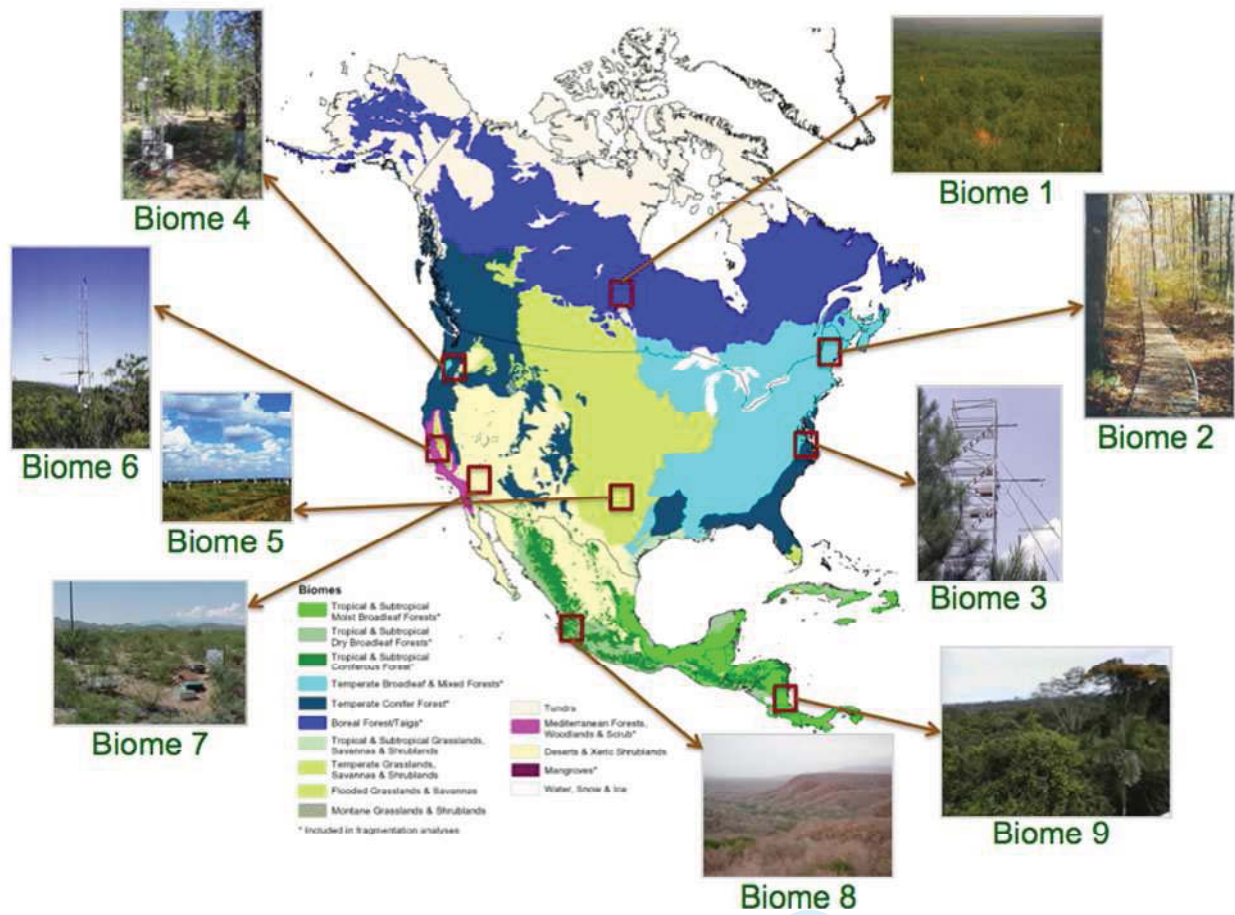 Biome 1
Biome 4
Biome 2
Biome 6
Biome 5
Biome 3
Biome 7
Biomes
Tropical & Subtropical
Moist Broadleaf Forests*
Tropical & Subtropical
Dry Broadleaf Forests*
Tropical & Subtropical
Coniferous Forest*
Temperate Broadleaf & Mixed Forests*
Temperate Conifer Forest*
Boreal Forest/Taiga*
Tropical & Subtropical Grasslands,
Savannas & Shrublands
Temperate Grasslands,
Savannas & Shrublands
Flooded Grasslands & Savannas
Montane Grasslands & Shrublands
* Included in fragmentation analyses
Tundra
Mediterranean Forests,
Woodlands & Scrub*
Deserts & Xeric Shrublands
Mangroves*
Water, Snow & Ice
Biome 9
Biome 8